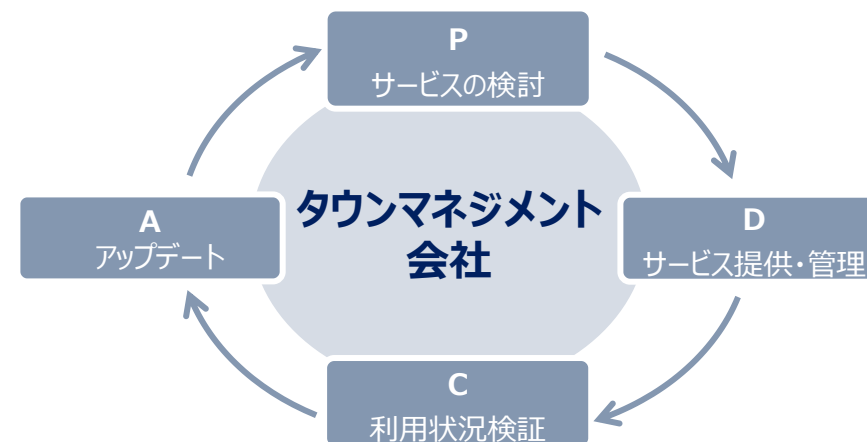 P
サービスの検討
タウンマネジメント
会社
A
アップデート
D
サービス提供・管理
C
利用状況検証